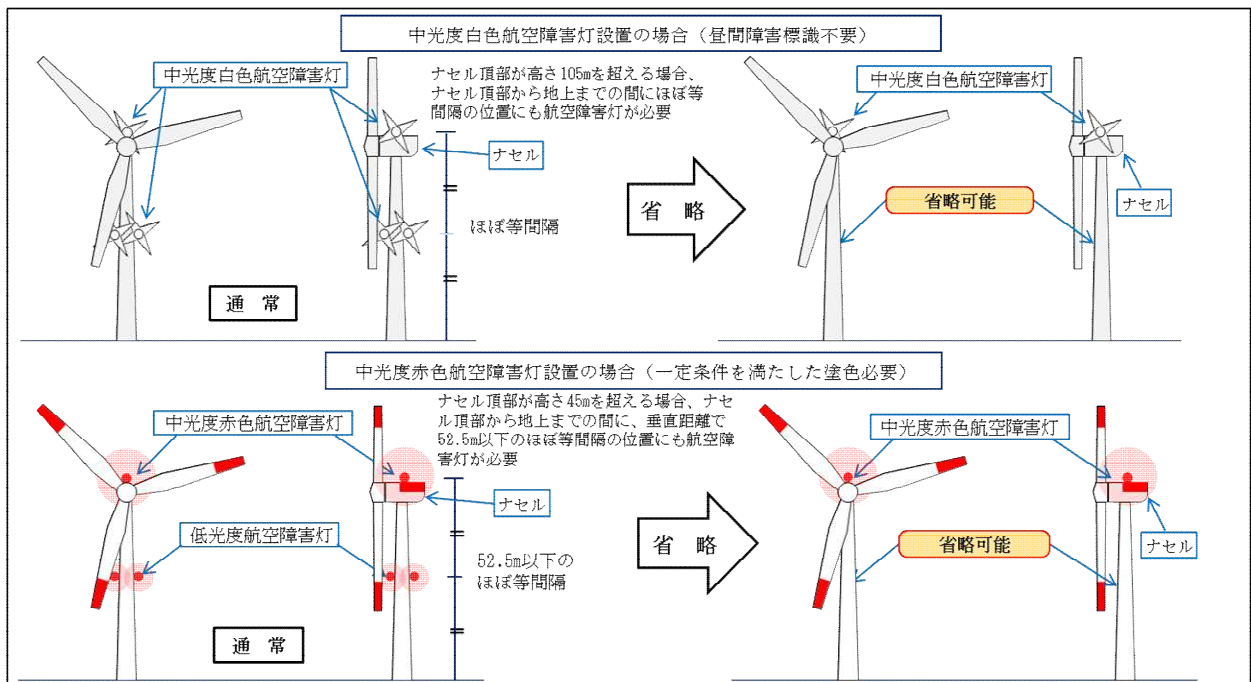 中光度白色航空障害灯設置の場合（昼間障害標識不要）
中光度白色航空障害灯
ナセル頂部が高さ105mを超える場合、
ナセル頂部から地上までの間にほぼ等
間隔の位置にも航空障害灯が必要
ナセル
ほぼ等間隔
通 常
省 略
中光度白色航空障害灯
省略可能
ナセル
中光度赤色航空障害灯設置の場合（一定条件を満たした塗色必要）
中光度赤色航空障害灯
ナセル頂部が高さ45mを超える場合、ナセ
ル頂部から地上までの間に、垂直距離で
52.5m以下のほぼ等間隔の位置にも航空障
害灯が必要
ナセル
低光度航空障害灯
52.5m以下の
ほぼ等間隔
通 常
省 略
中光度赤色航空障害灯
省略可能
ナセル